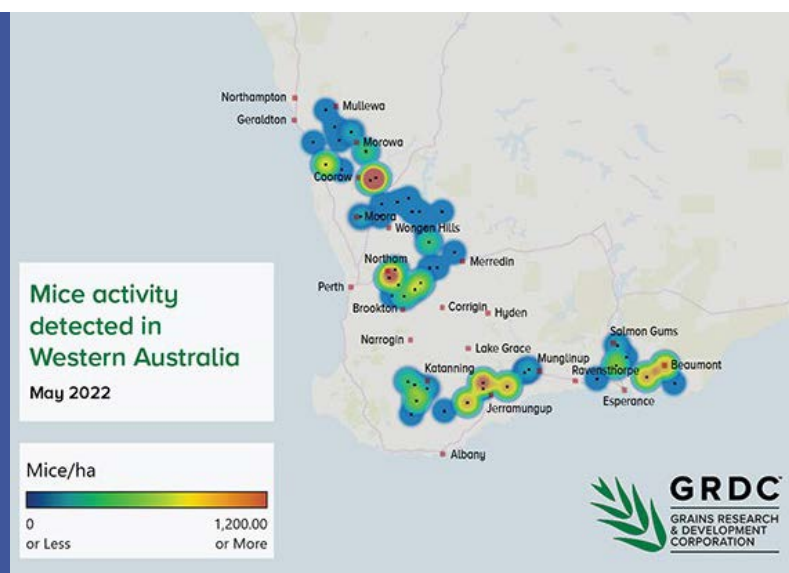 Northampton
Mullewa
Geraldton
Morowa
Coorow
Moora
Wongan Hills
Northam
Merredin
Perth
Brookton
Corrigin
Hyden
Narrogin
Salmon Gums
Lake Grace
Munglinup
Katanning
Ravensthorpe
Beaumont
Jerramungup
Esperance
Albany
Mice activity
detected in
Western Australia
May 2022
Mice/ha
0
or Less
1,200.00
or More
GRDC
GRAINS RESEARCH
& DEVELOPMENT
CORPORATION